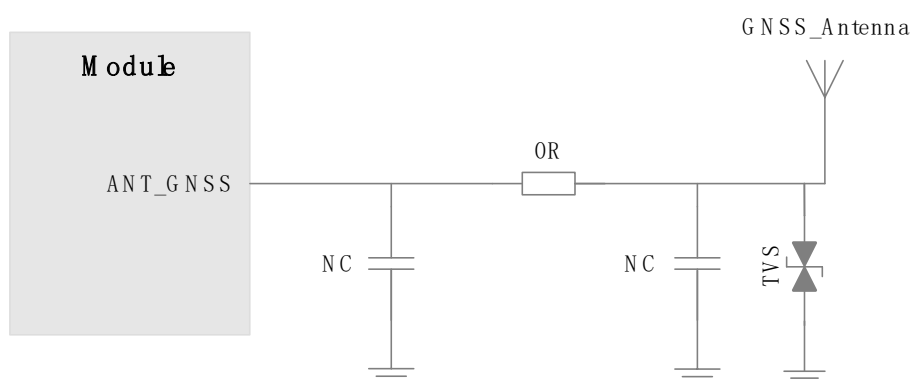 GNSS_Antenna
Module
0R
ANT_GNSS
NC
NC
TVS